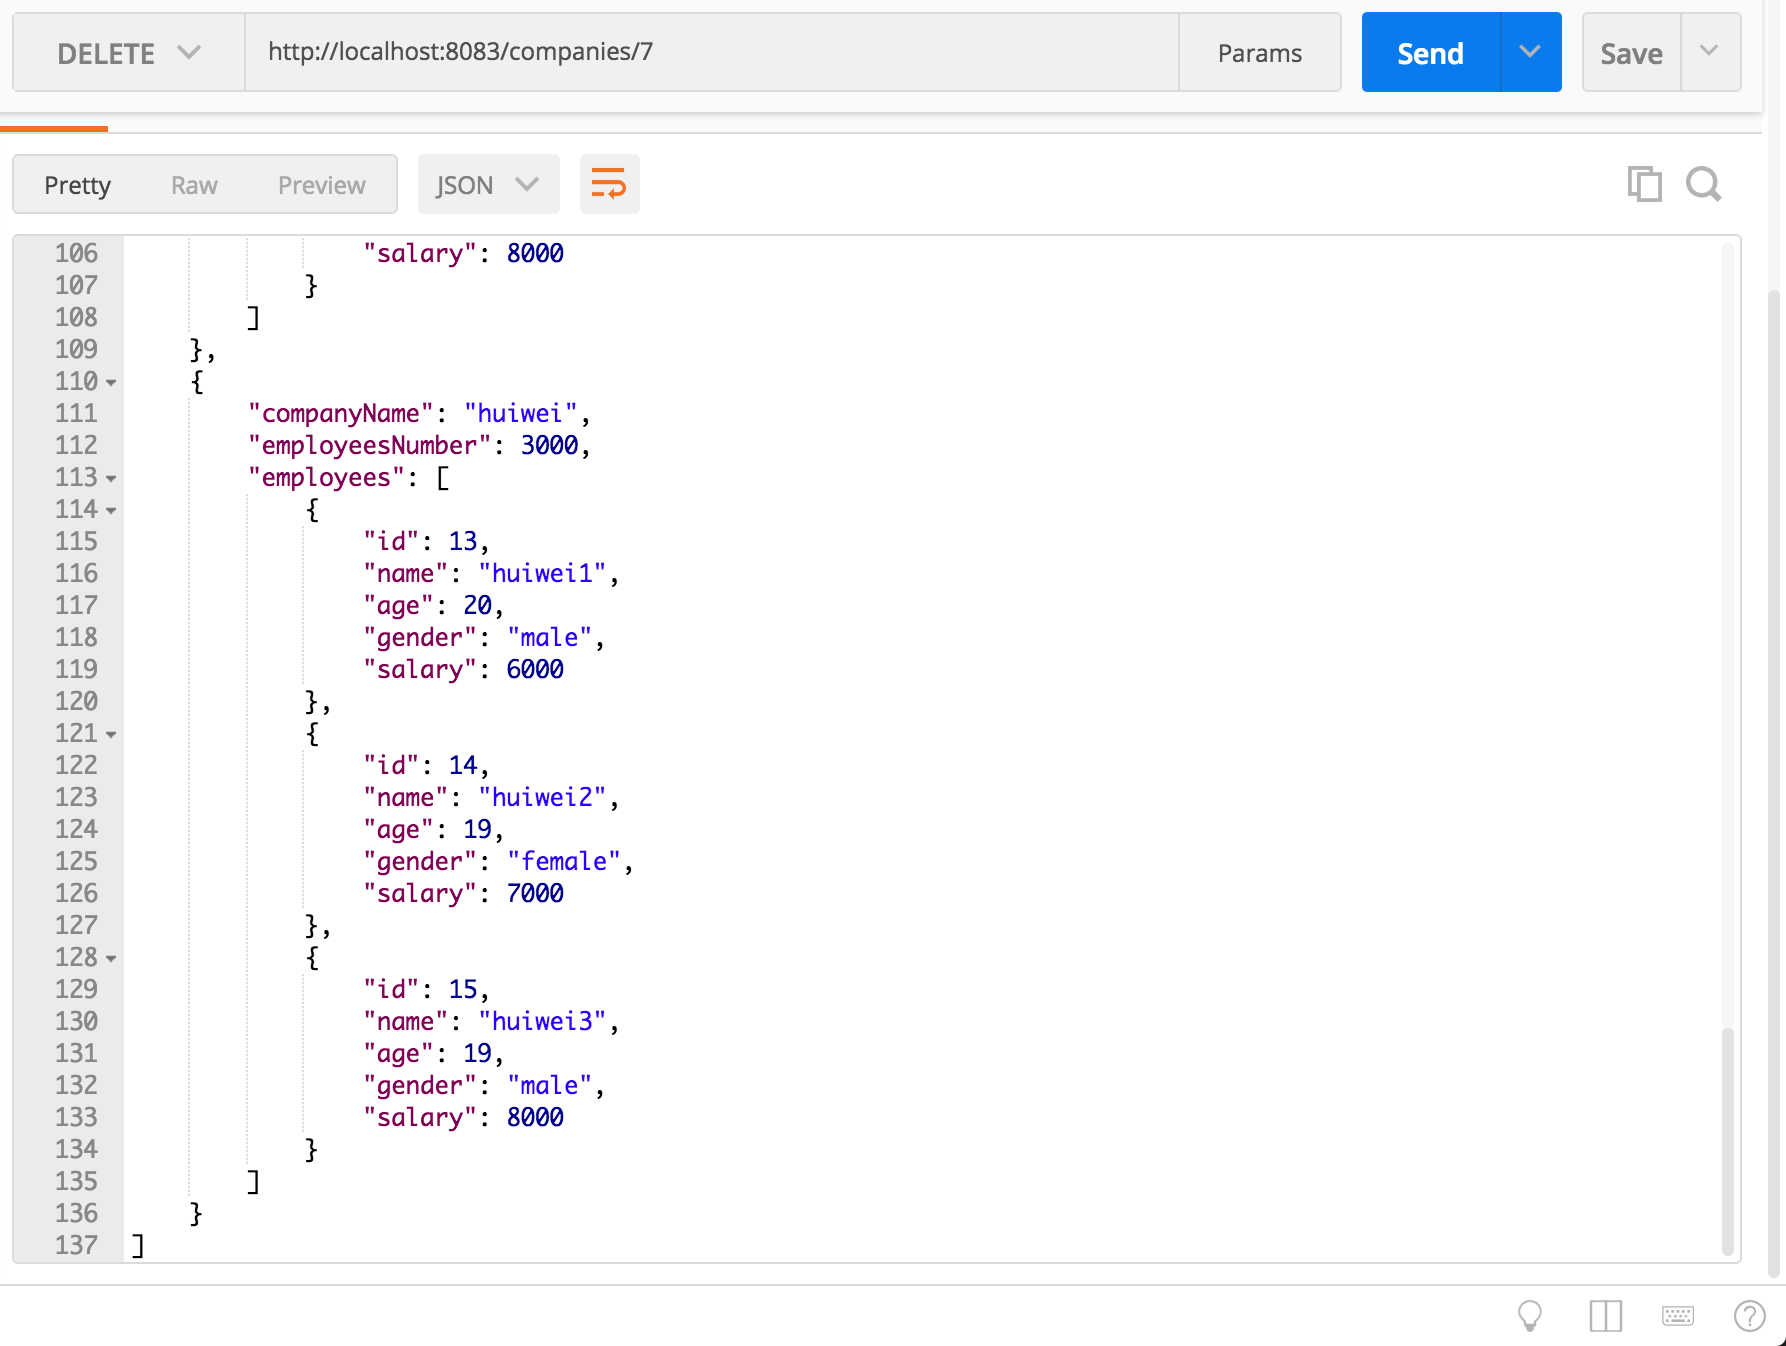 DELETE http://localhost:8083/companies/7 Params Send Save
Pretty Raw Preview JSON
106 "salary": 8000
107 }
108 ]
109 },
110 {
111 "companyName": "huiwei",
112 "employeesNumber": 3000,
113 "employees": [
114 {
115 "id": 13,
116 "name": "huiwei1",
117 "age": 20,
118 "gender": "male",
119 "salary": 6000
120 },
121 {
122 "id": 14,
123 "name": "huiwei2",
124 "age": 19,
125 "gender": "female",
126 "salary": 7000
127 },
128 {
129 "id": 15,
130 "name": "huiwei3",
131 "age": 19,
132 "gender": "male",
133 "salary": 8000
134 }
135 ]
136 }
137 ]